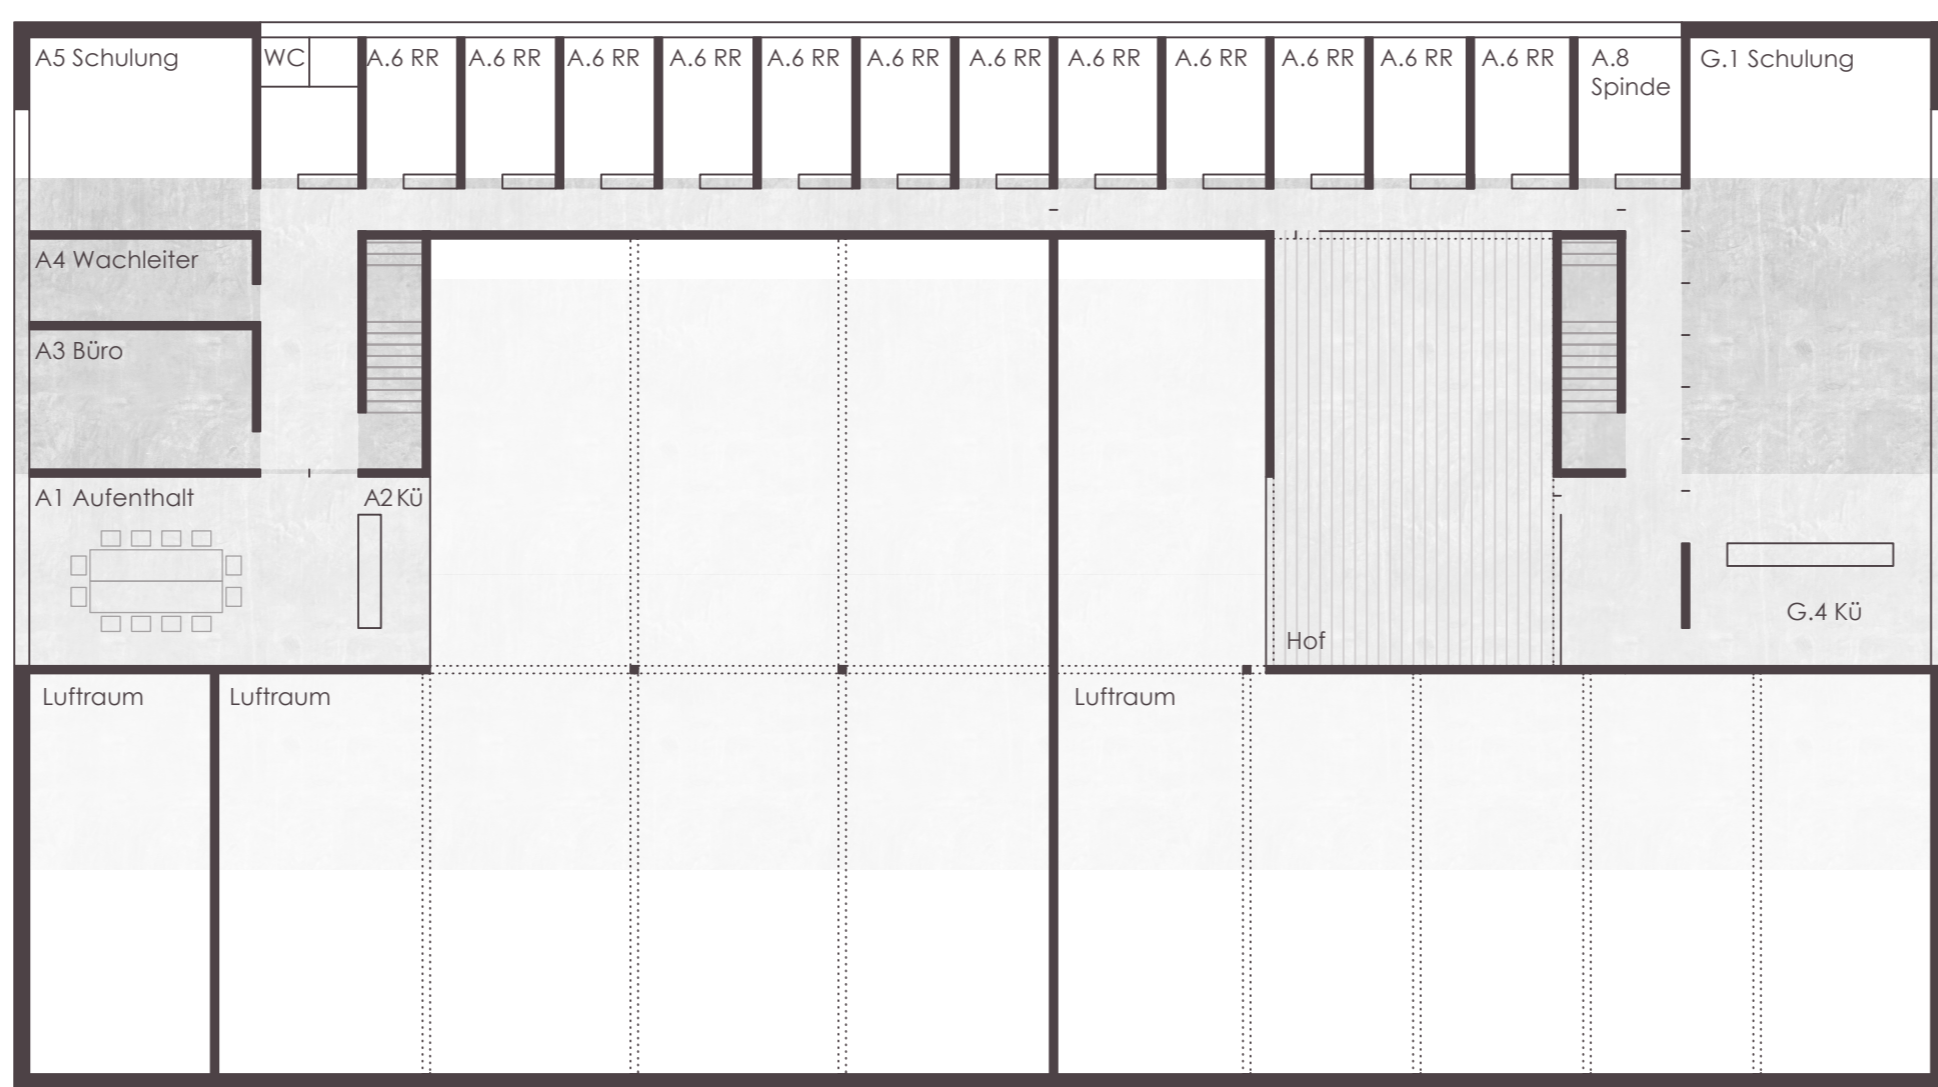 A5 Schulung
WC
A.6 RR
A.6 RR
A.6 RR
A.6 RR
A.6 RR
A.6 RR
A.6 RR
A.6 RR
A.6 RR
A.6 RR
A.6 RR
A.6 RR
A.8
Spinde
G.1 Schulung
A4 Wachleiter
A3 Büro
A1 Aufenthalt
A2 Kü
G.4 Kü
Hof
Luftraum
Luftraum
Luftraum